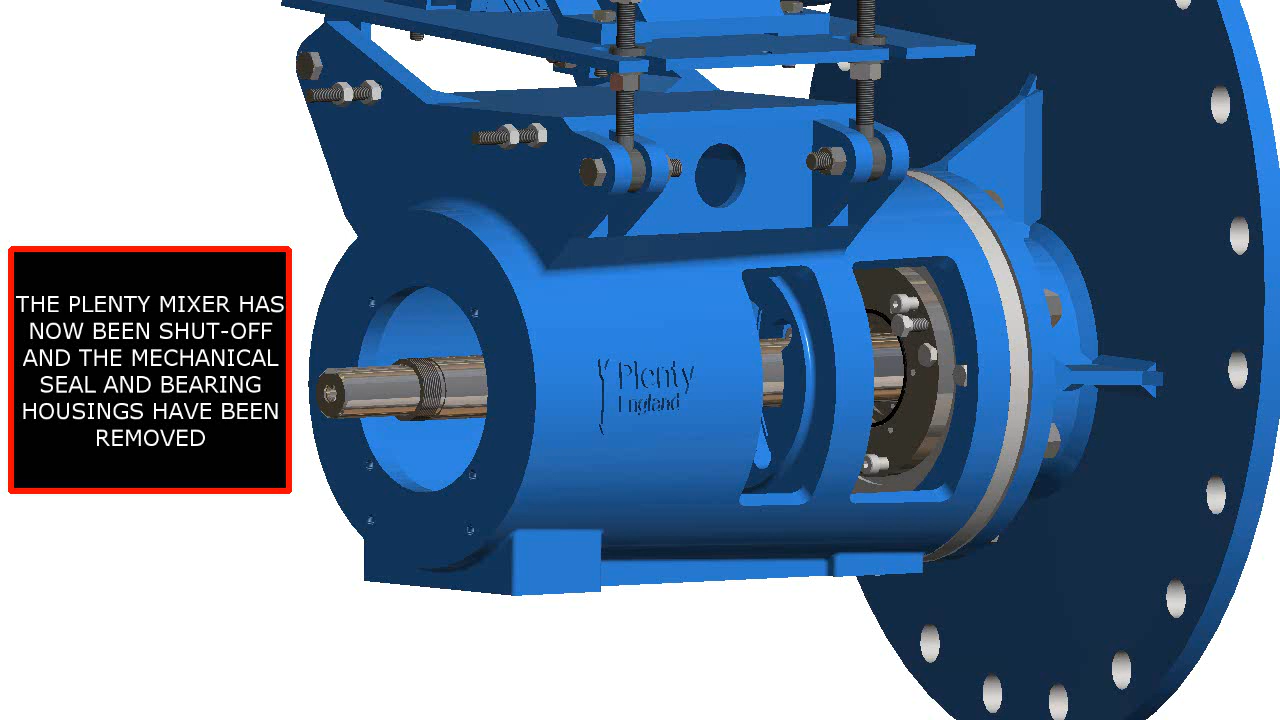 THE PLENTY MIXER HAS
NOW BEEN SHUT-OFF
AND THE MECHANICAL
SEAL AND BEARING
HOUSINGS HAVE BEEN
REMOVED
Plenty
England